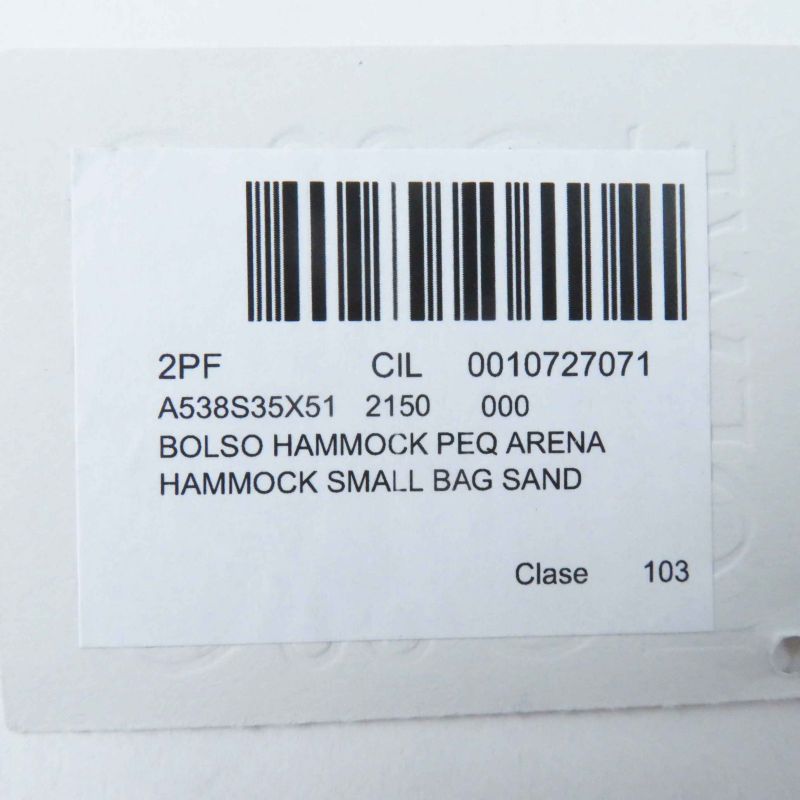 2PF CIL 0010727071
A538S35X51 2150 000
BOLSO HAMMOCK PEQ ARENA
HAMMOCK SMALL BAG SAND
Clase 103